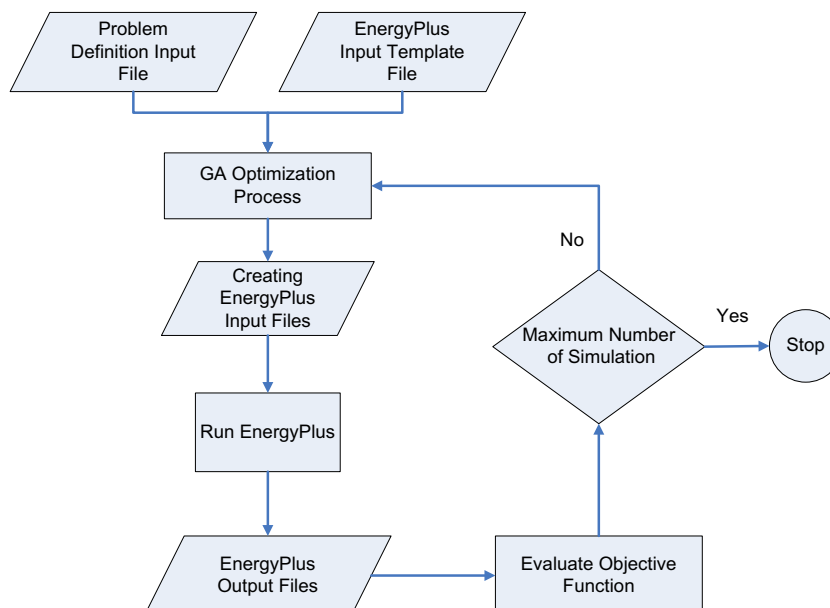 Problem
Definition Input
File
EnergyPlus
Input Template
File
GA Optimization
Process
Creating
EnergyPlus
Input Files
Run EnergyPlus
EnergyPlus
Output Files
Evaluate Objective
Function
Maximum Number
of Simulation
No
Yes
Stop